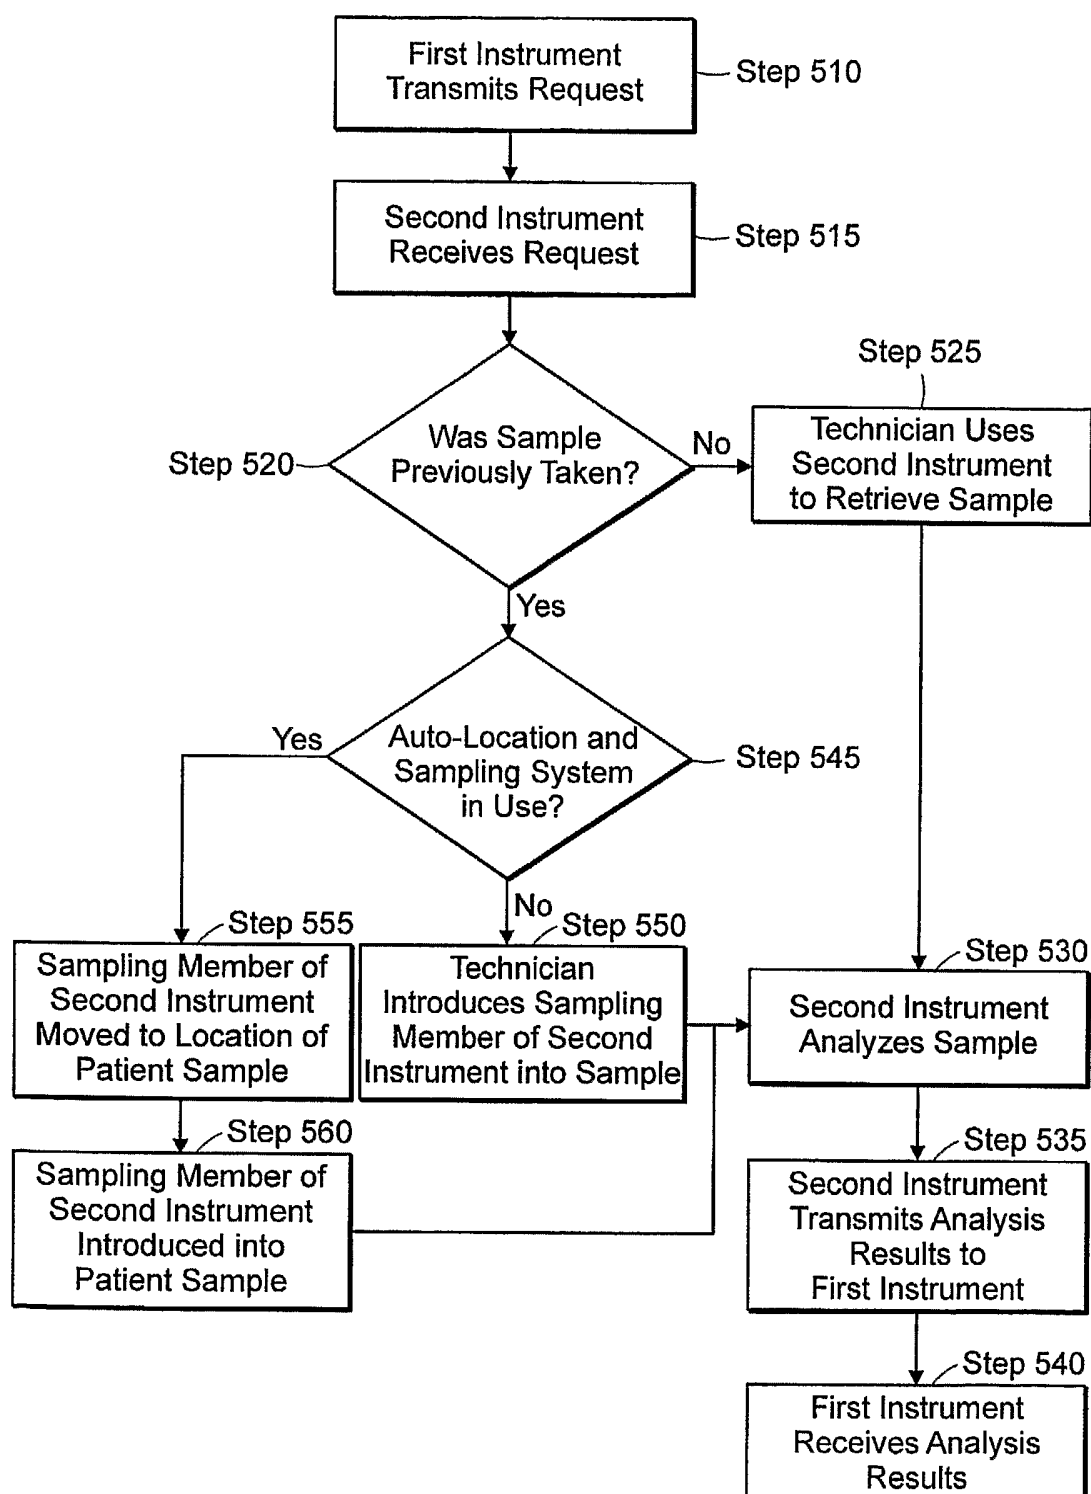 First Instrument
Transmits Request
Step 510
Second Instrument
Receives Request
Step 515
Step 525
Was Sample
Previously Taken?
Step 520
No
Technician Uses
Second Instrument
to Retrieve Sample
Yes
Yes
Auto-Location and
Sampling System
in Use?
Step 545
No
Step 555
Sampling Member of
Second Instrument
Moved to Location of
Patient Sample
Step 550
Technician
Introduces Sampling
Member of Second
Instrument into Sample
Step 530
Second Instrument
Analyzes Sample
Step 560
Sampling Member of
Second Instrument
Introduced into
Patient Sample
Step 535
Second Instrument
Transmits Analysis
Results to
First Instrument
Step 540
First Instrument
Receives Analysis
Results